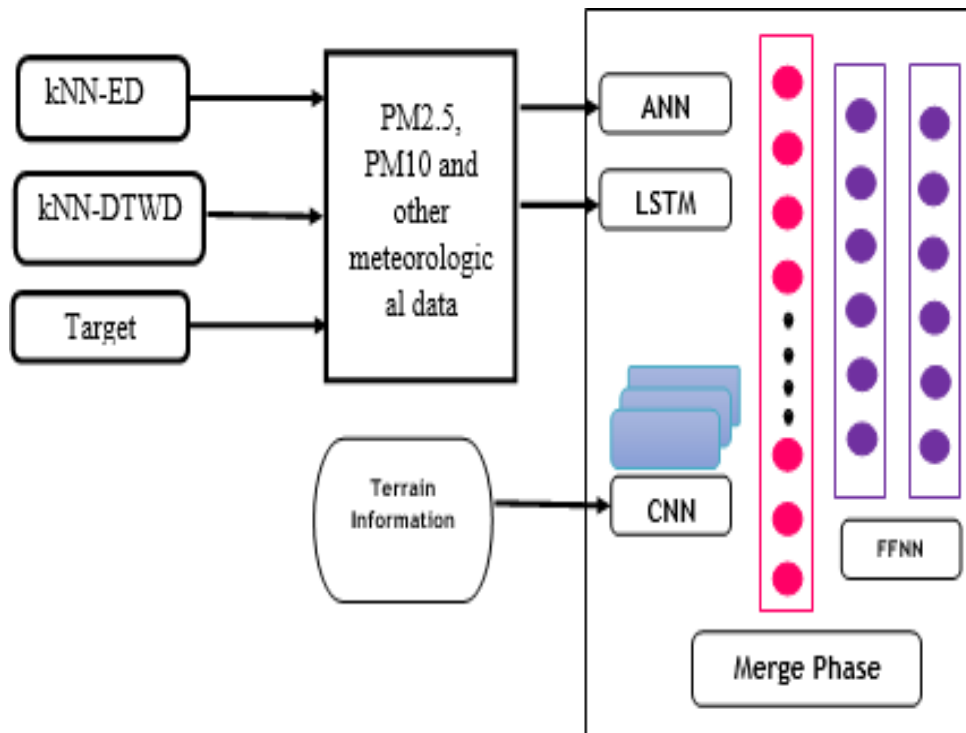 kNN-ED
kNN-DTWD
Target
PM2.5,
PM10 and
other
meteorologic
al data
Terrain
Information
ANN
LSTM
CNN
FFNN
Merge Phase